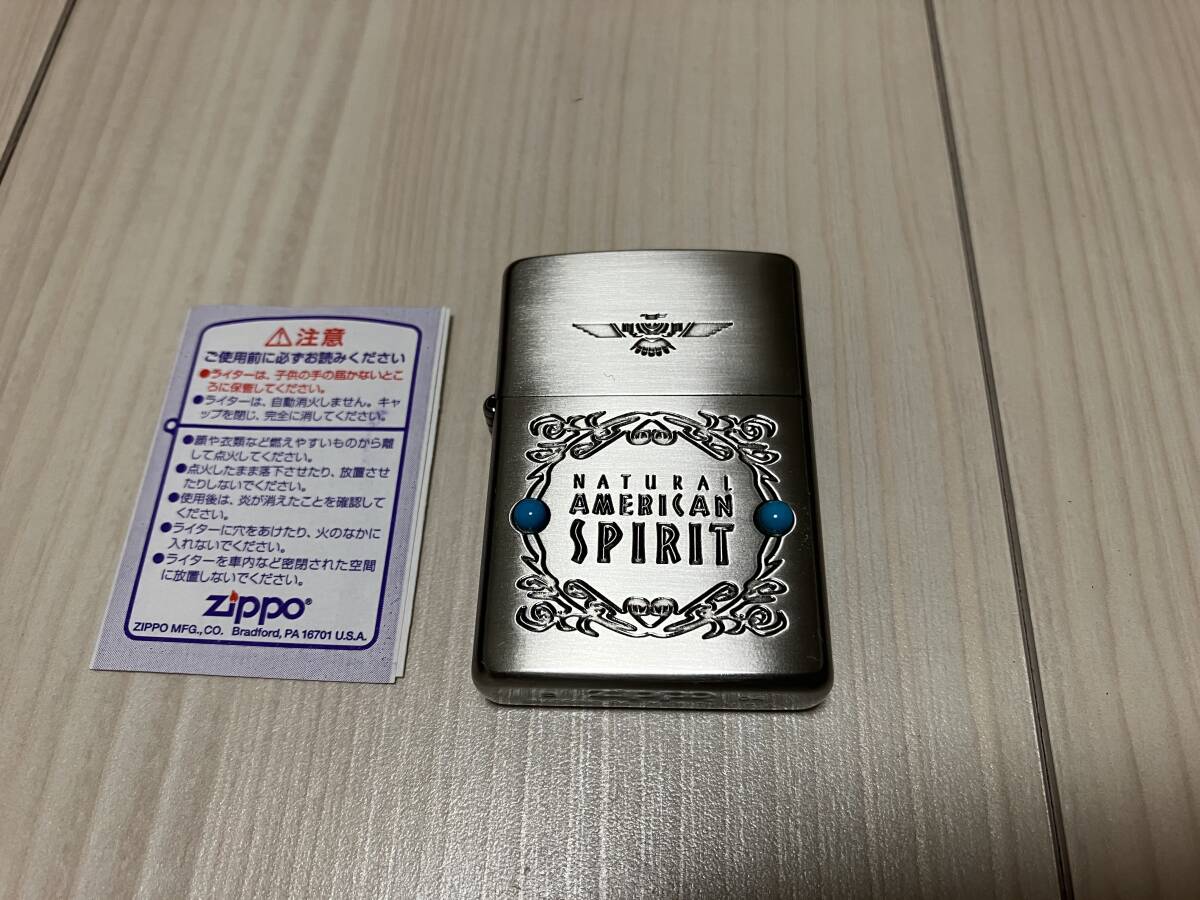 ⚠注意
ご使用前に必ずお読みください
●ライターは、子供の手の届かないとこ
ろに保管してください。
●ライターは、自動消火しません。キャ
ップを閉じ、完全に消してください。
●顔や衣類など燃えやすいものから離
して点火してください。
●点火したまま落下させたり、放置させ
たりしないでください。
●使用後は、炎が消えたことを確認して
ください。
●ライターに穴をあけたり、火のなかに
入れないでください。
●ライターを車内など密閉された空間
に放置しないでください。
Zippo®
ZIPPO MFG., CO. Bradford, PA 16701 U.S.A.
NATURAL
AMERICAN
SPIRIT